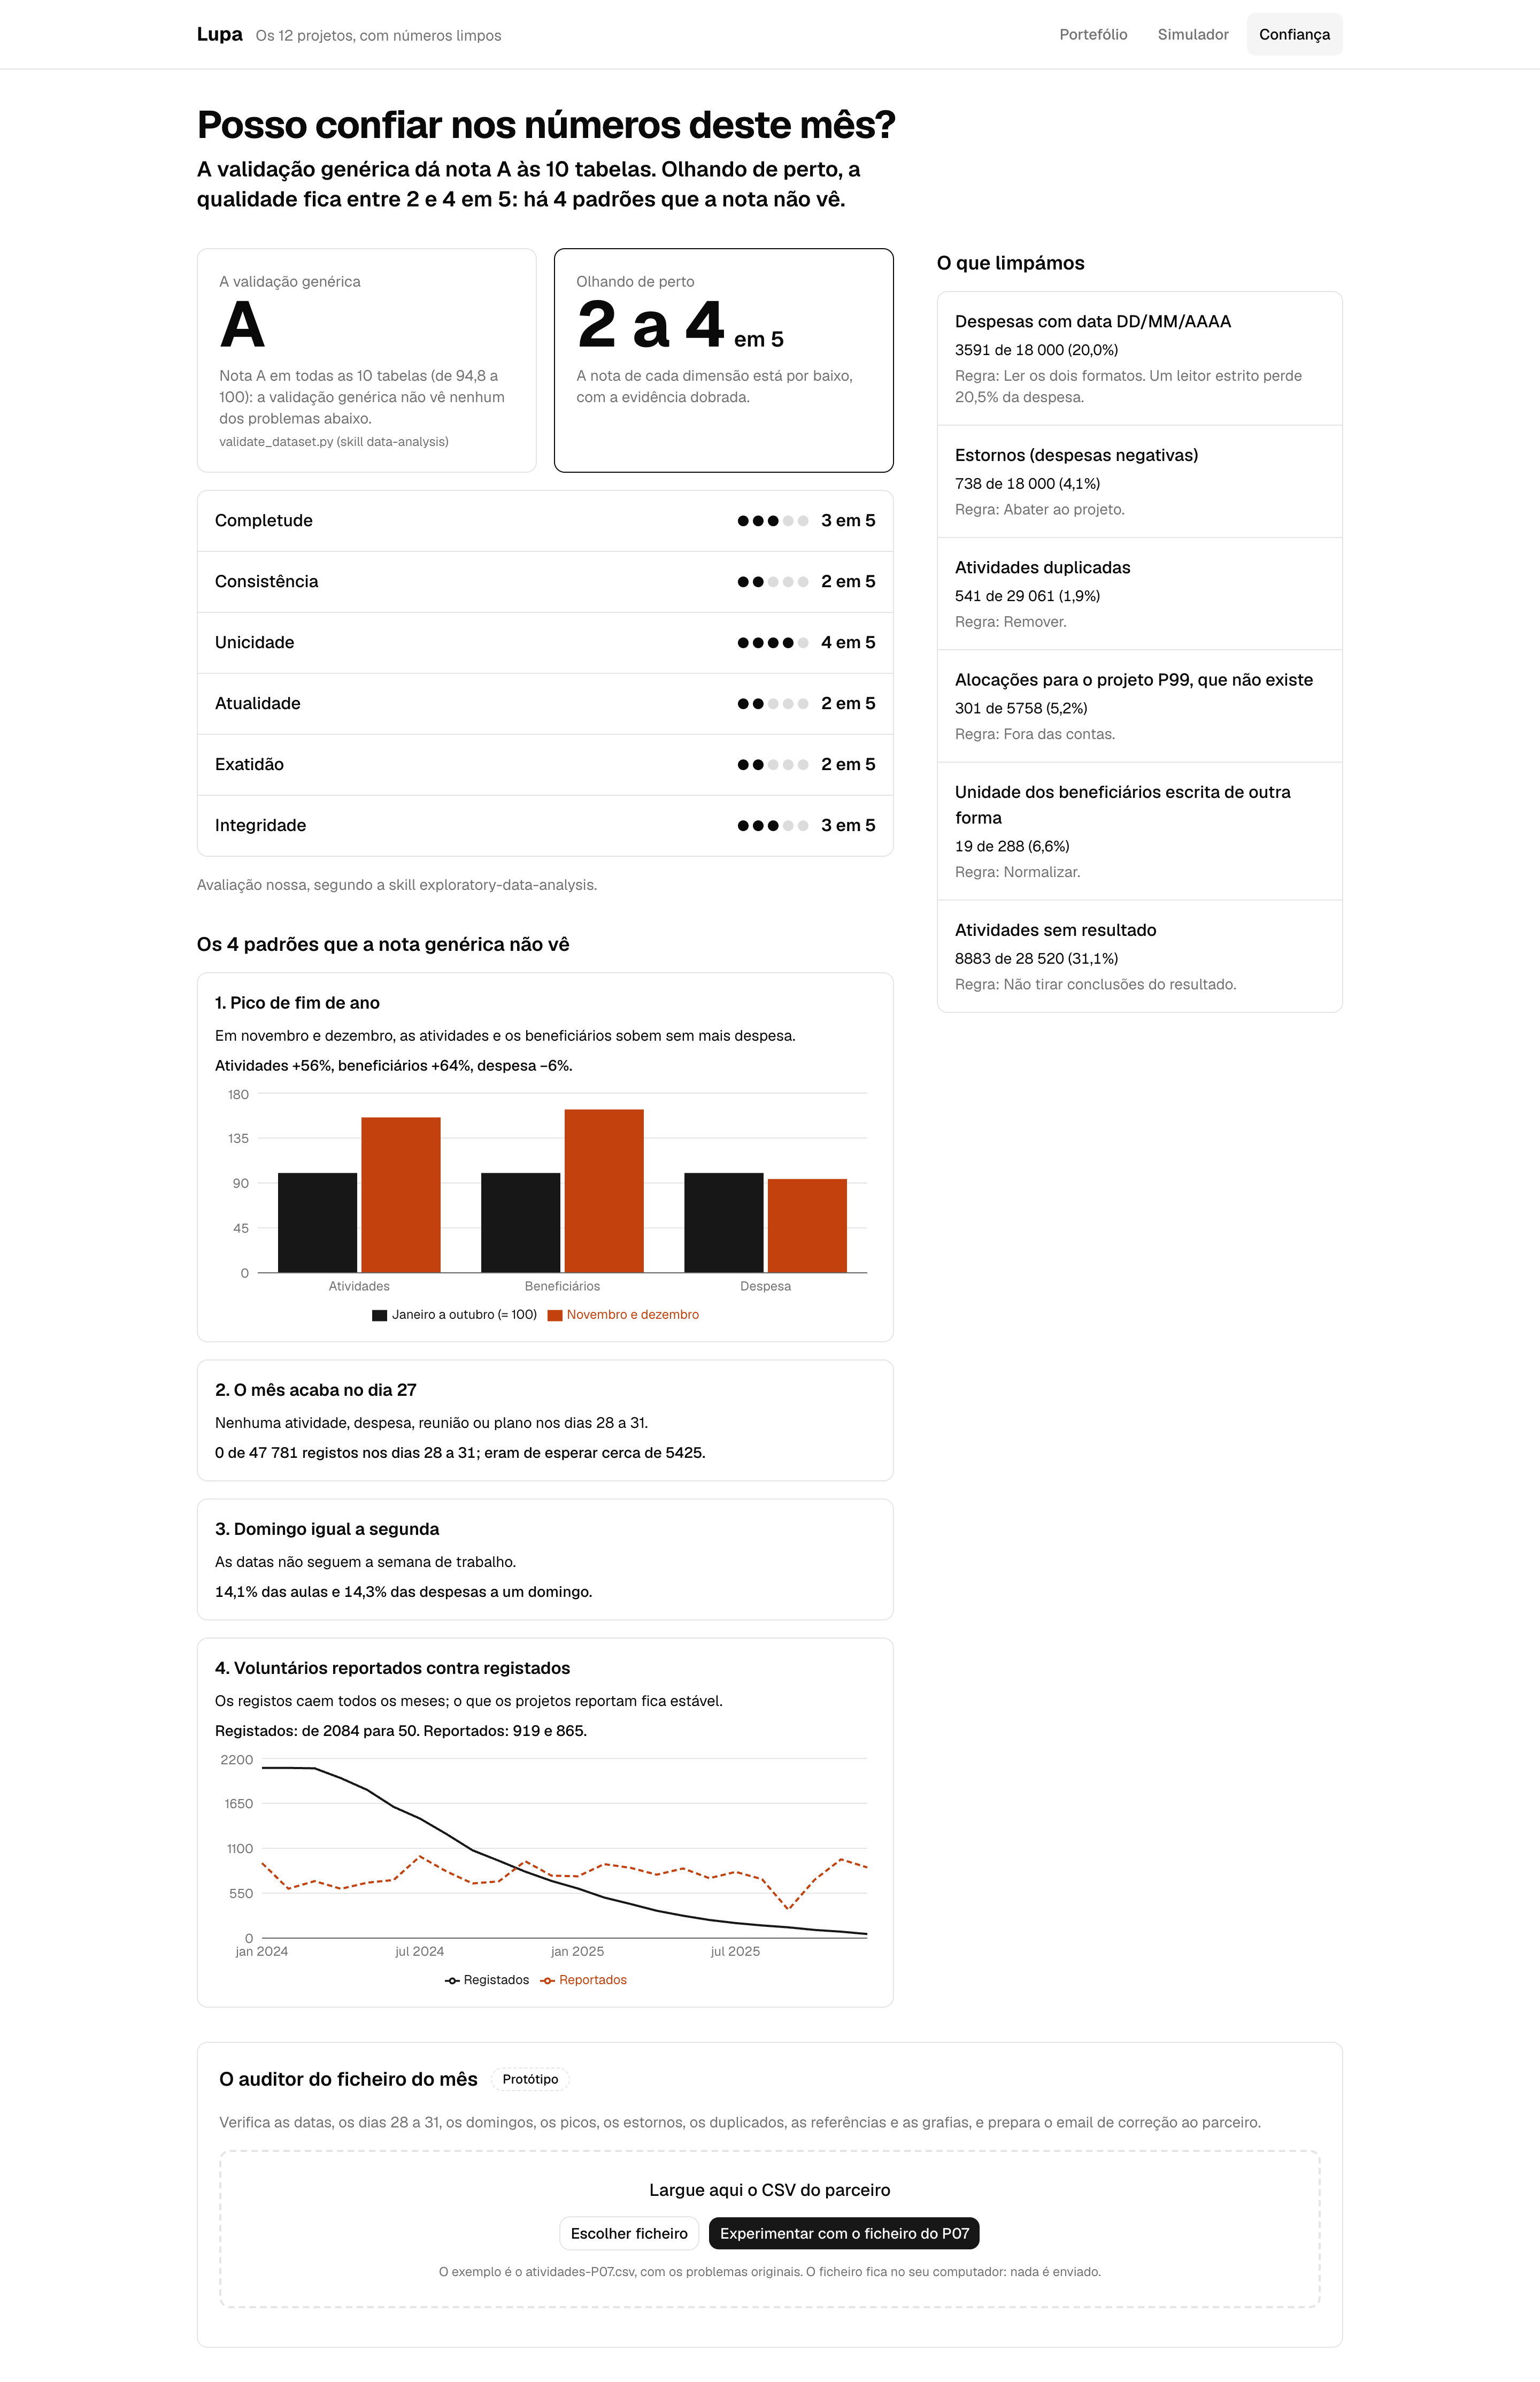 Lupa Os 12 projetos, com números limpos
Portefólio Simulador Confiança
Posso confiar nos números deste mês?
A validação genérica dá nota A às 10 tabelas. Olhando de perto, a
qualidade fica entre 2 e 4 em 5: há 4 padrões que a nota não vê.
A validação genérica
A
Nota A em todas as 10 tabelas (de 94,8 a
100): a validação genérica não vê nenhum
dos problemas abaixo.
validate_dataset.py (skill data-analysis)
Olhando de perto
2 a 4 em 5
A nota de cada dimensão está por baixo,
com a evidência dobrada.
Completude 3 em 5
Consistência 2 em 5
Unicidade 4 em 5
Atualidade 2 em 5
Exatidão 2 em 5
Integridade 3 em 5
Avaliação nossa, segundo a skill exploratory-data-analysis.
Os 4 padrões que a nota genérica não vê
1. Pico de fim de ano
Em novembro e dezembro, as atividades e os beneficiários sobem sem mais despesa.
Atividades +56%, beneficiários +64%, despesa −6%.
180
135
90
45
0
Atividades Beneficiários Despesa
Janeiro a outubro (= 100) Novembro e dezembro
2. O mês acaba no dia 27
Nenhuma atividade, despesa, reunião ou plano nos dias 28 a 31.
0 de 47 781 registos nos dias 28 a 31; eram de esperar cerca de 5425.
3. Domingo igual a segunda
As datas não seguem a semana de trabalho.
14,1% das aulas e 14,3% das despesas a um domingo.
4. Voluntários reportados contra registados
Os registos caem todos os meses; o que os projetos reportam fica estável.
Registados: de 2084 para 50. Reportados: 919 e 865.
2200
1650
1100
550
0
jan 2024 jul 2024 jan 2025 jul 2025
Registados Reportados
O que limpámos
Despesas com data DD/MM/AAAA
3591 de 18 000 (20,0%)
Regra: Ler os dois formatos. Um leitor estrito perde
20,5% da despesa.
Estornos (despesas negativas)
738 de 18 000 (4,1%)
Regra: Abater ao projeto.
Atividades duplicadas
541 de 29 061 (1,9%)
Regra: Remover.
Alocações para o projeto P99, que não existe
301 de 5758 (5,2%)
Regra: Fora das contas.
Unidade dos beneficiários escrita de outra
forma
19 de 288 (6,6%)
Regra: Normalizar.
Atividades sem resultado
8883 de 28 520 (31,1%)
Regra: Não tirar conclusões do resultado.
O auditor do ficheiro do mês Protótipo
Verifica as datas, os dias 28 a 31, os domingos, os picos, os estornos, os duplicados, as referências e as grafias, e prepara o email de correção ao parceiro.
Largue aqui o CSV do parceiro
Escolher ficheiro Experimentar com o ficheiro do P07
O exemplo é o atividades-P07.csv, com os problemas originais. O ficheiro fica no seu computador: nada é enviado.